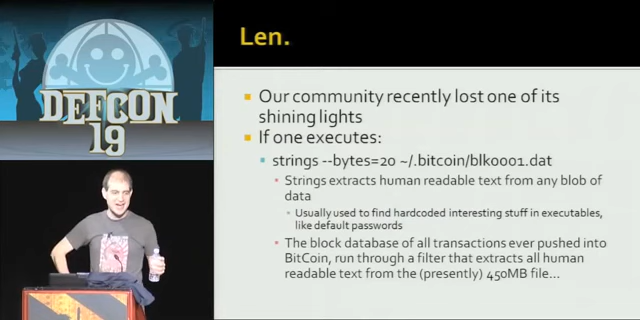 DEFCON
19
Len.
Our community recently lost one of its
shining lights
If one executes:
strings --bytes=20 ~/.bitcoin/blk0001.dat
Strings extracts human readable text from any blob of
data
Usually used to find hardcoded interesting stuff in executables,
like default passwords
The block database of all transactions ever pushed into
BitCoin, run through a filter that extracts all human
readable text from the (presently) 450MB file...